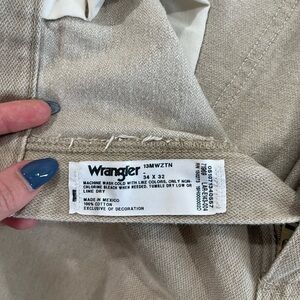 Wrangler 13MWZTN
34 X 32
MACHINE WASH COLD WITH LIKE COLORS, ONLY NON-
CHLORINE BLEACH WHEN NEEDED, TUMBLE DRY LOW OR
LINE DRY
MADE IN MEXICO
100% COTTON
EXCLUSIVE OF DECORATION